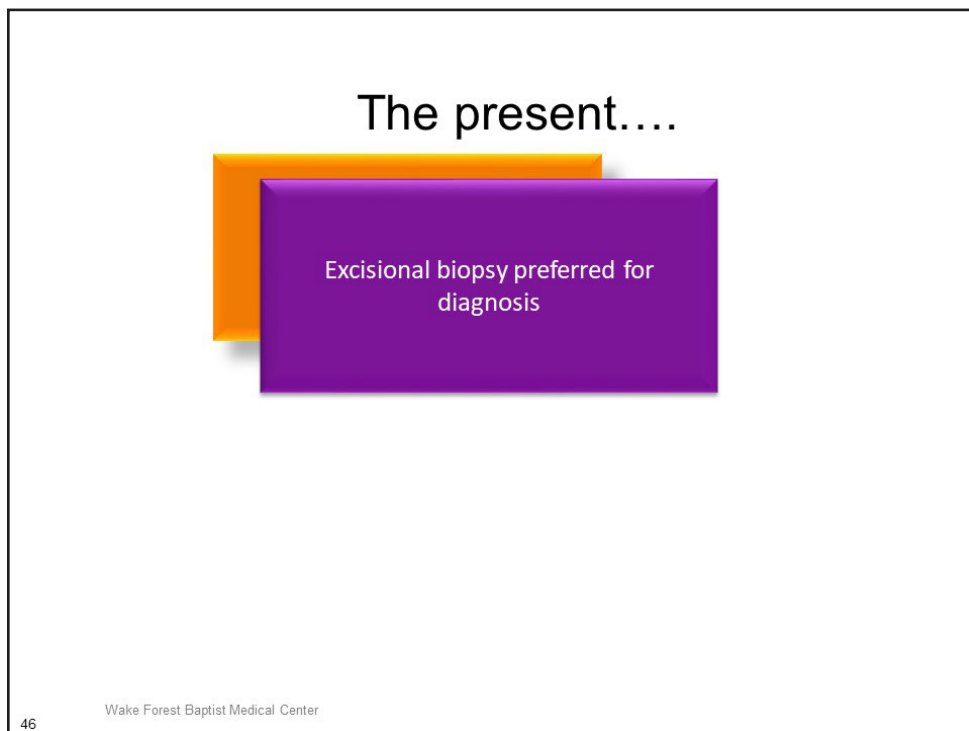 The present....
Excisional biopsy preferred for
diagnosis
Wake Forest Baptist Medical Center
46